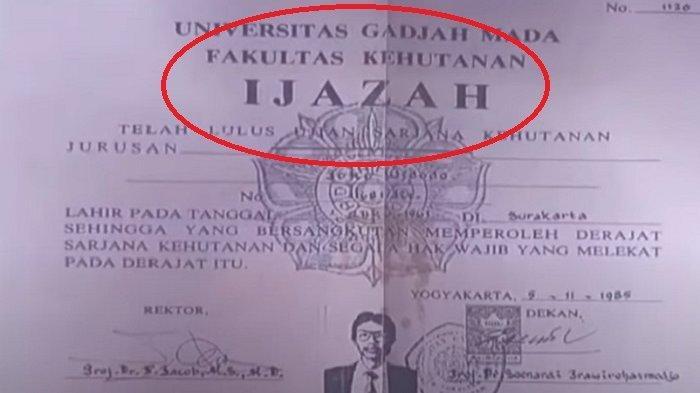 No. 1120
UNIVERSITAS GADJAH MADA
FAKULTAS KEHUTANAN
IJAZAH
TELAH LULUS UJIAN SARJANA KEHUTANAN
JURUSAN
No.
LAHIR PADA TANGGAL 1961 DI Surakarta
SEHINGGA YANG BERSANGKUTAN MEMPEROLEH DERAJAT
SARJANA KEHUTANAN DAN SEGALA HAK WAJIB YANG MELEKAT
PADA DERAJAT ITU.
YOGYAKARTA, 5-11-1985
REKTOR,
DEKAN,
Prof. Dr. T. Jacob, M.S., M.D.
Prof. Dr Soenardi Prawirohatmodjo